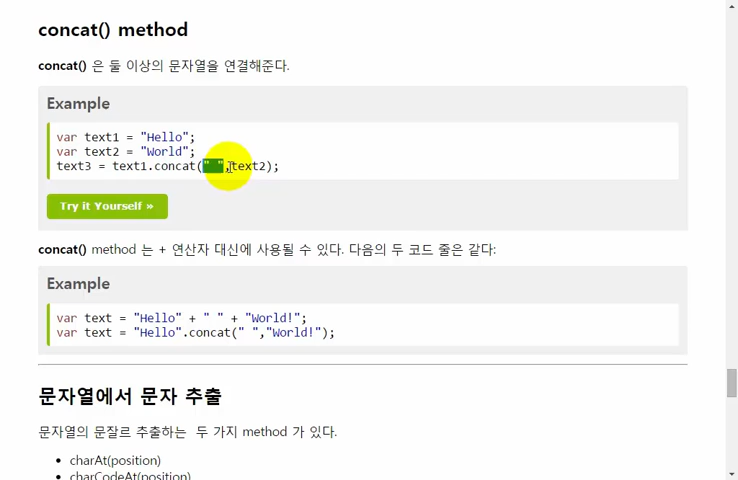 concat() method
concat() 은 둘 이상의 문자열을 연결해준다.
Example
var text1 = "Hello";
var text2 = "World";
text3 = text1.concat(" ",text2);
Try it Yourself »
concat() method 는 + 연산자 대신에 사용될 수 있다. 다음의 두 코드 줄은 같다:
Example
var text = "Hello" + " " + "World!";
var text = "Hello".concat(" ","World!");
문자열에서 문자 추출
문자열의 문잘르 추출하는 두 가지 method 가 있다.
• charAt(position)
• charCodeAt(position)